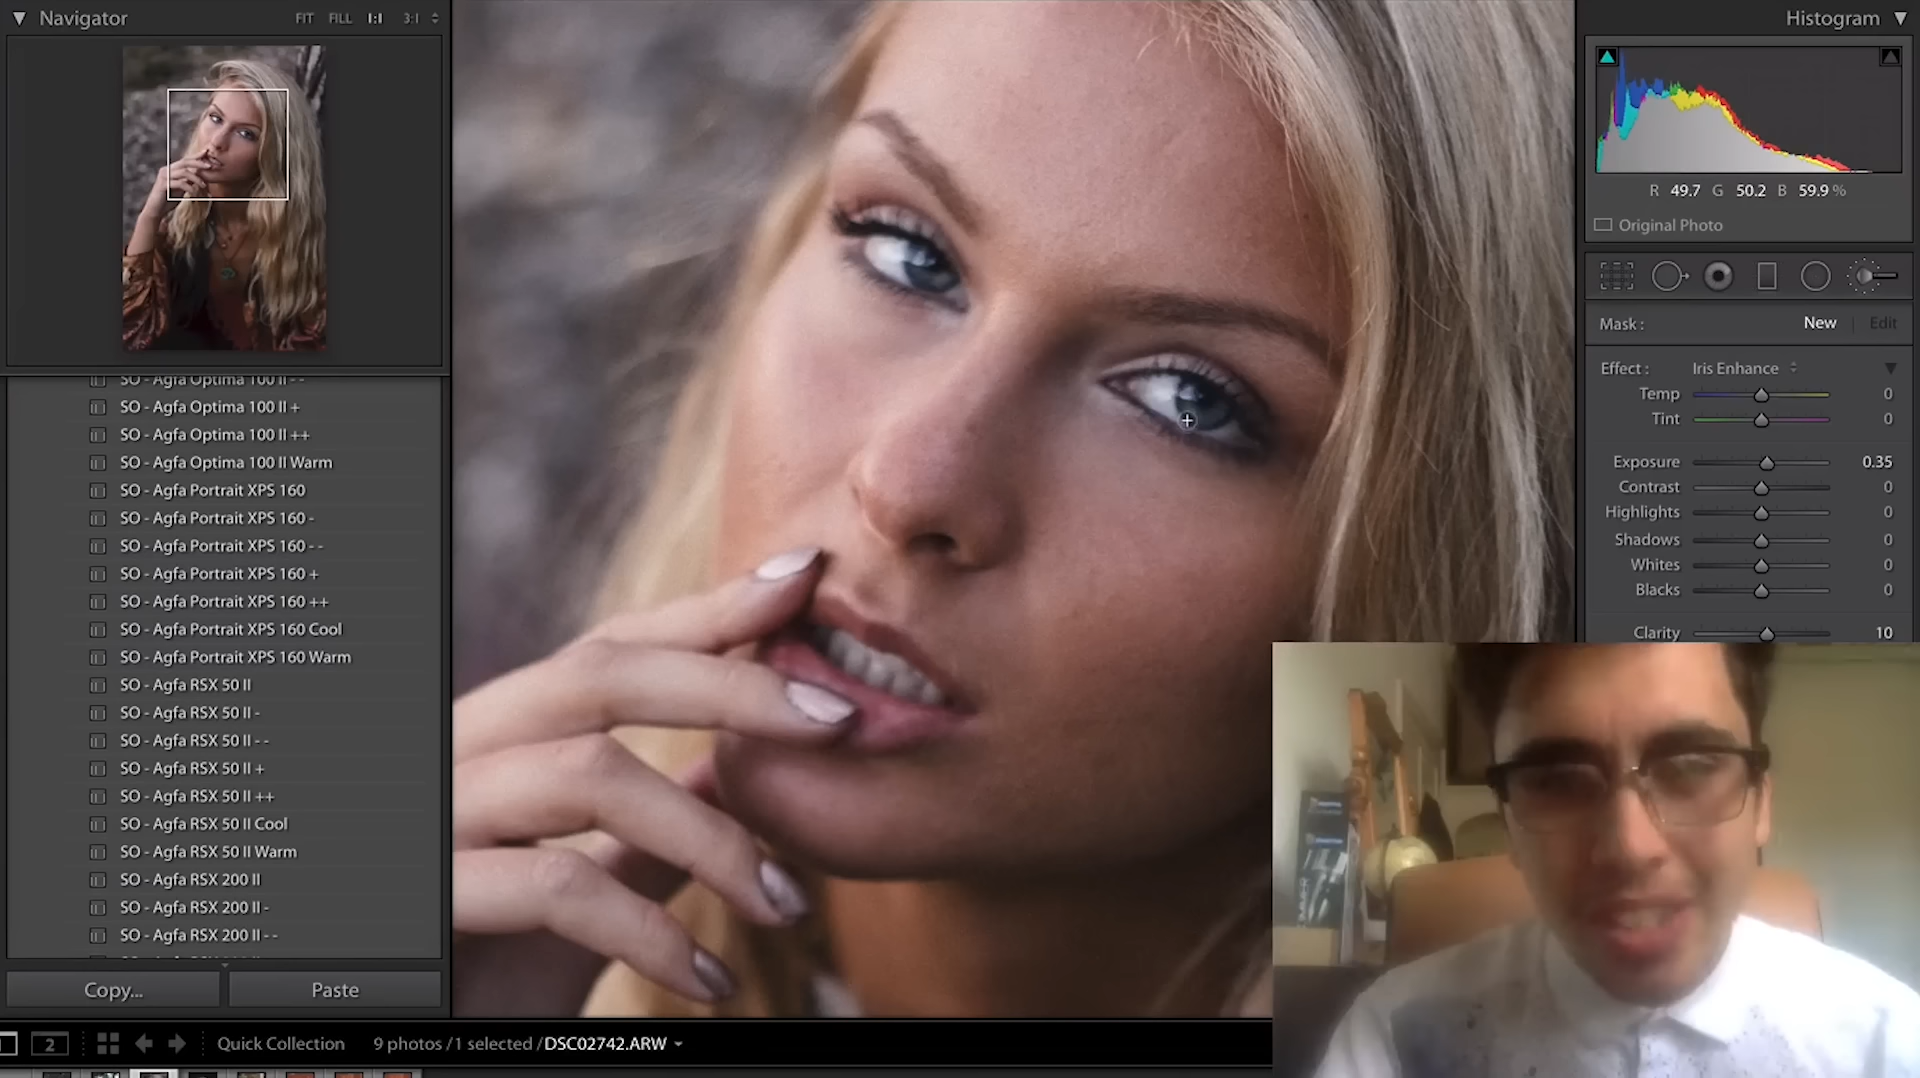 Navigator
FIT FILL 1:1 3:1
SO - Agfa Optima 100 II - -
SO - Agfa Optima 100 II +
SO - Agfa Optima 100 II ++
SO - Agfa Optima 100 II Warm
SO - Agfa Portrait XPS 160
SO - Agfa Portrait XPS 160 -
SO - Agfa Portrait XPS 160 - -
SO - Agfa Portrait XPS 160 +
SO - Agfa Portrait XPS 160 ++
SO - Agfa Portrait XPS 160 Cool
SO - Agfa Portrait XPS 160 Warm
SO - Agfa RSX 50 II
SO - Agfa RSX 50 II -
SO - Agfa RSX 50 II - -
SO - Agfa RSX 50 II +
SO - Agfa RSX 50 II ++
SO - Agfa RSX 50 II Cool
SO - Agfa RSX 50 II Warm
SO - Agfa RSX 200 II
SO - Agfa RSX 200 II -
SO - Agfa RSX 200 II - -
Copy... Paste
2 Quick Collection 9 photos / 1 selected / DSC02742.ARW
Histogram
R 49.7 G 50.2 B 59.9 %
Original Photo
Mask : New Edit
Effect : Iris Enhance
Temp 0
Tint 0
Exposure 0.35
Contrast 0
Highlights 0
Shadows 0
Whites 0
Blacks 0
Clarity 10